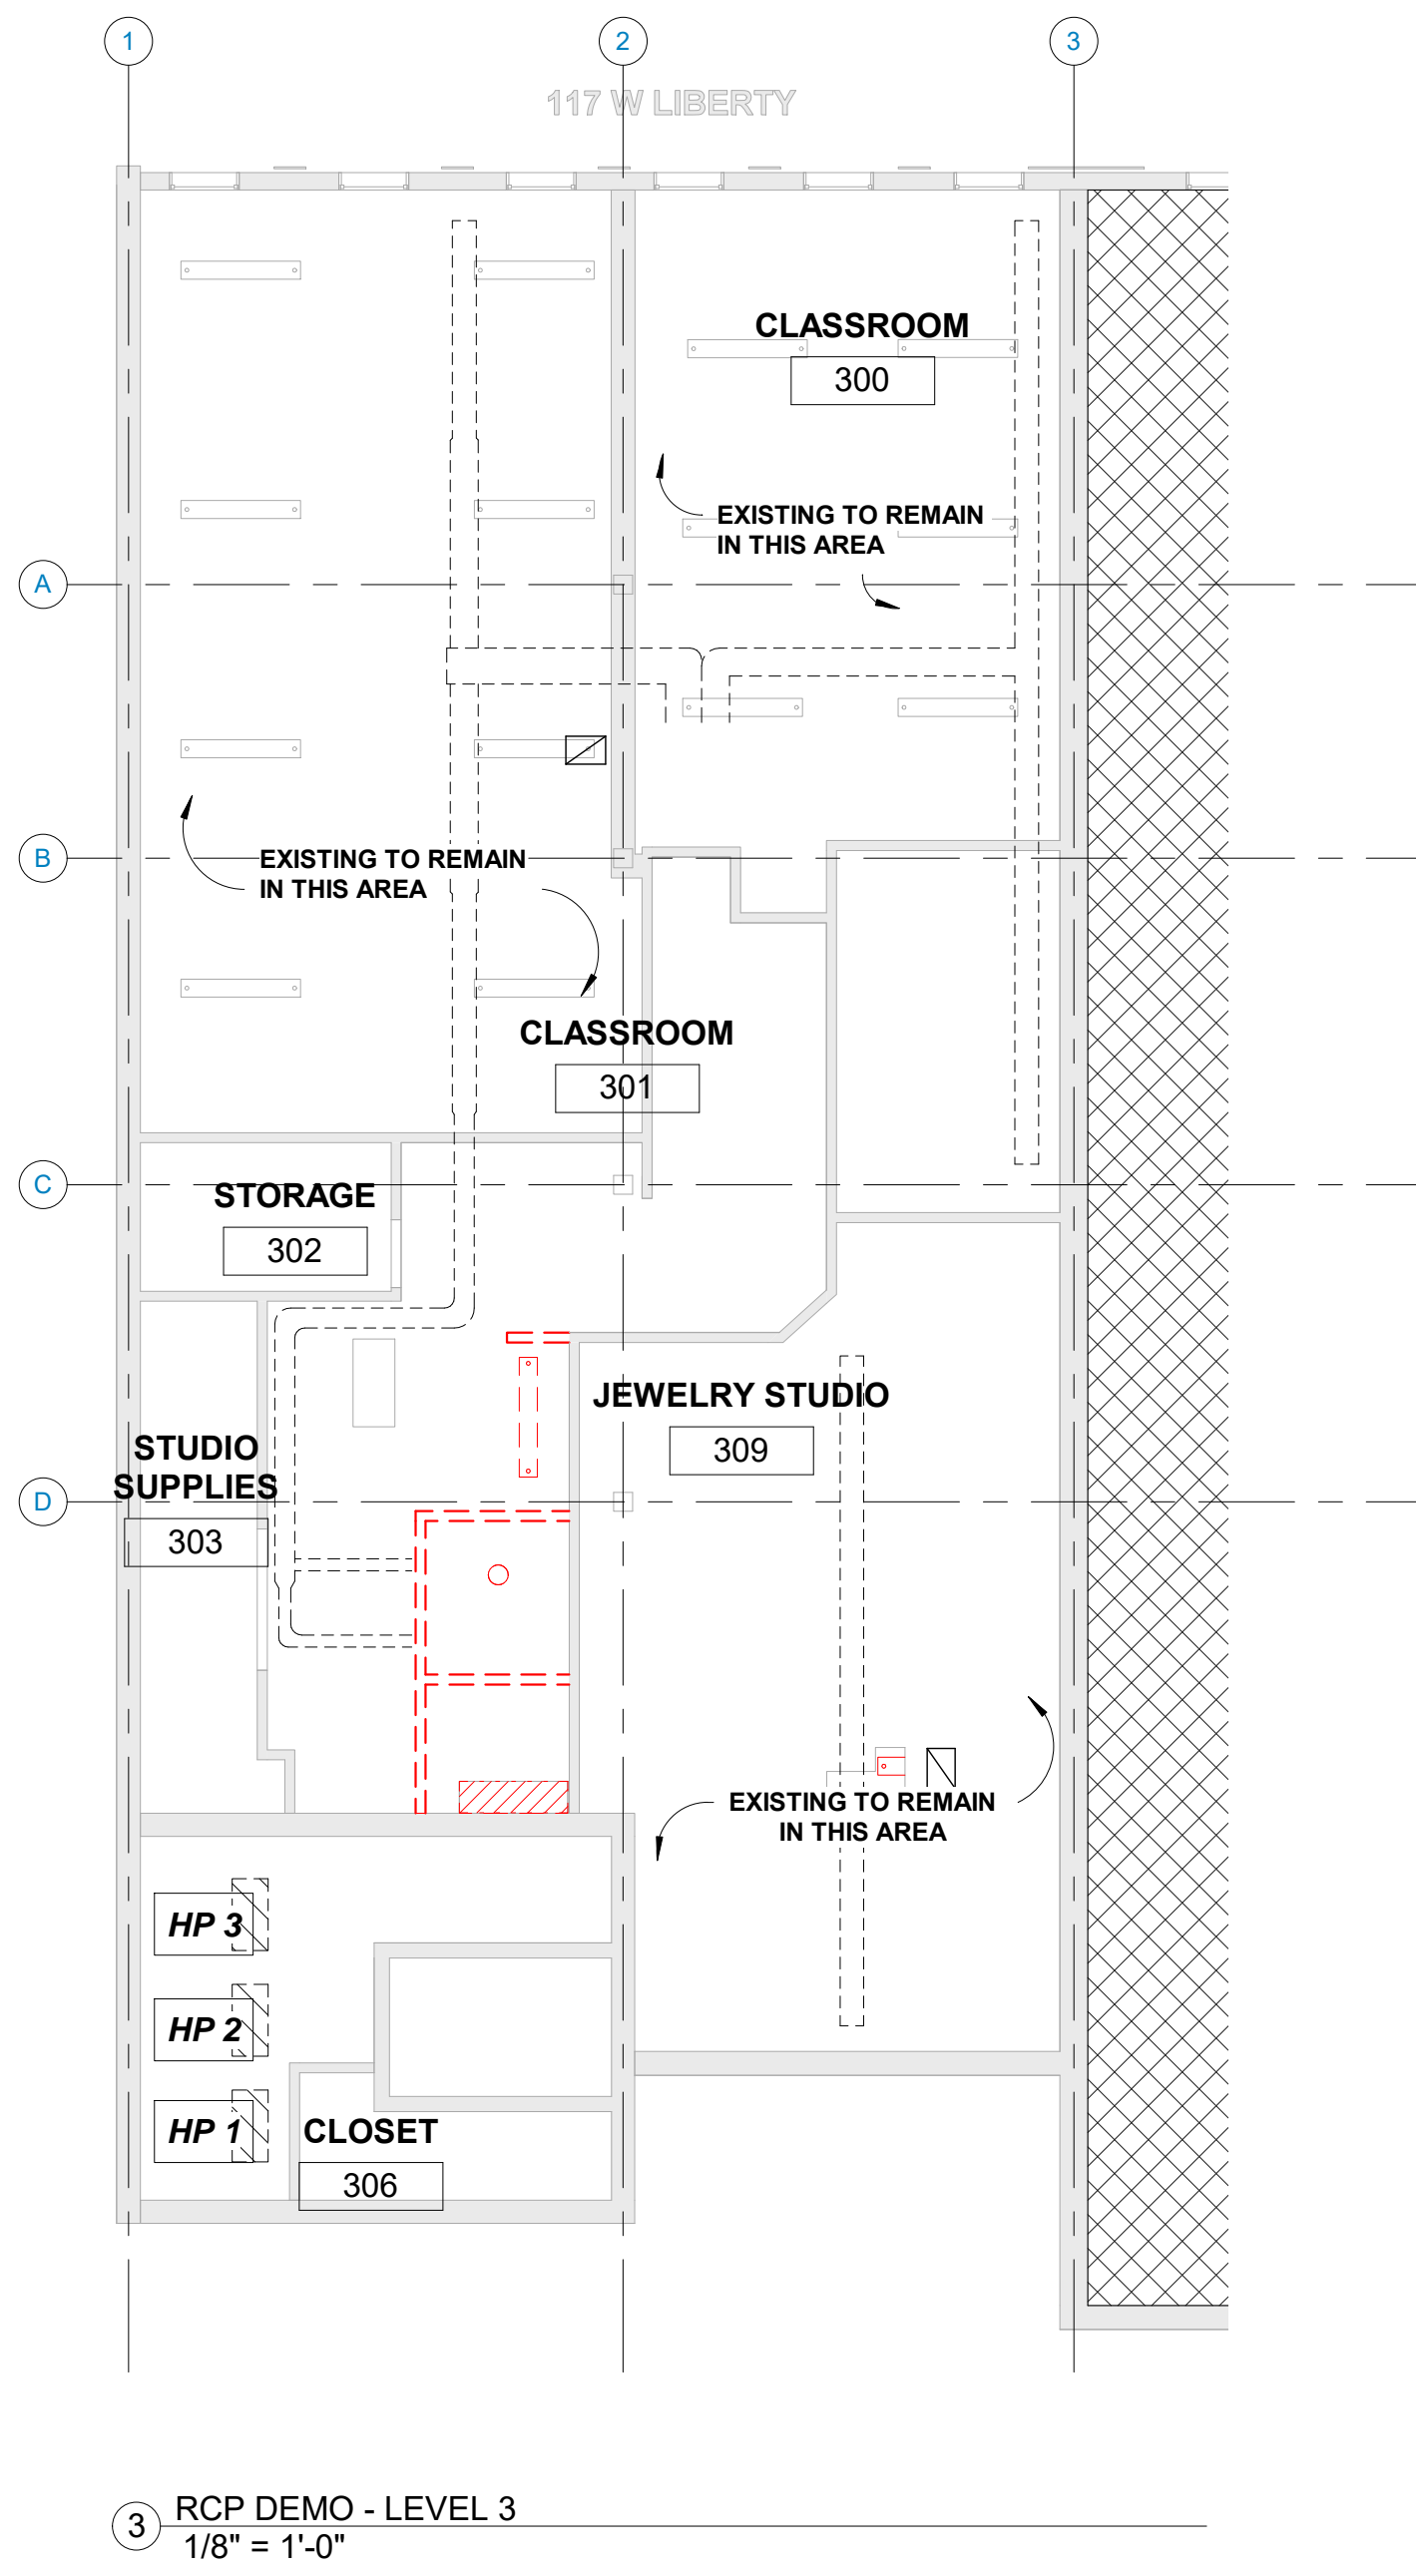 1
2
3
117 W LIBERTY
CLASSROOM
300
EXISTING TO REMAIN
IN THIS AREA
A
B
EXISTING TO REMAIN
IN THIS AREA
CLASSROOM
301
C
STORAGE
302
JEWELRY STUDIO
309
STUDIO
SUPPLIES
303
D
EXISTING TO REMAIN
IN THIS AREA
HP 3
HP 2
HP 1
CLOSET
306
3
RCP DEMO - LEVEL 3
1/8" = 1'-0"